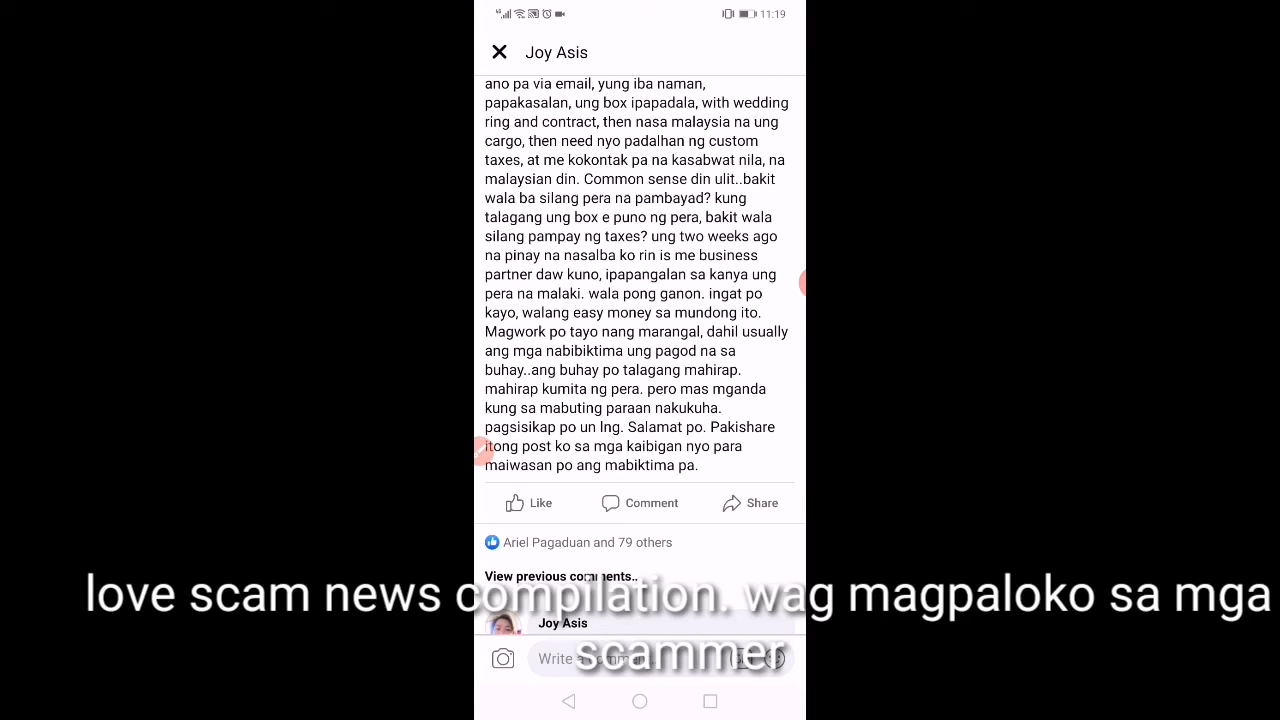 11:19
Joy Asis
ano pa via email, yung iba naman,
papakasalan, ung box ipapadala, with wedding
ring and contract, then nasa malaysia na ung
cargo, then need nyo padalhan ng custom
taxes, at me kokontak pa na kasabwat nila, na
malaysian din. Common sense din ulit..bakit
wala ba silang pera na pambayad? kung
talagang ung box e puno ng pera, bakit wala
silang pampay ng taxes? ung two weeks ago
na pinay na nasalba ko rin is me business
partner daw kuno, ipapangalan sa kanya ung
pera na malaki. wala pong ganon. ingat po
kayo, walang easy money sa mundong ito.
Magwork po tayo nang marangal, dahil usually
ang mga nabibiktima ung pagod na sa
buhay..ang buhay po talagang mahirap.
mahirap kumita ng pera. pero mas mganda
kung sa mabuting paraan nakukuha.
pagsisikap po un lng. Salamat po. Pakishare
itong post ko sa mga kaibigan nyo para
maiwasan po ang mabiktima pa.
Like Comment Share
Ariel Pagaduan and 79 others
View previous comments..
love scam news compilation. wag magpaloko sa mga
scammer
Joy Asis
Write a comment...